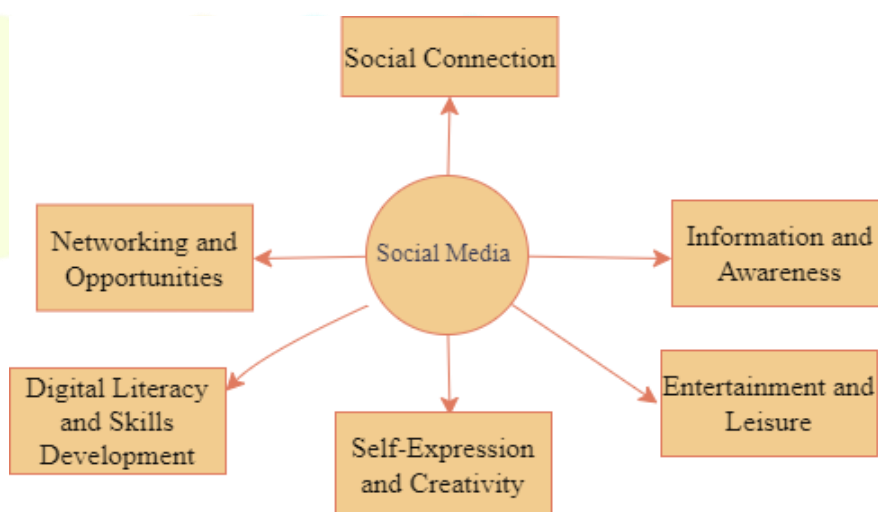 Social Connection
Networking and
Opportunities
Social Media
Information and
Awareness
Digital Literacy
and Skills
Development
Self-Expression
and Creativity
Entertainment and
Leisure